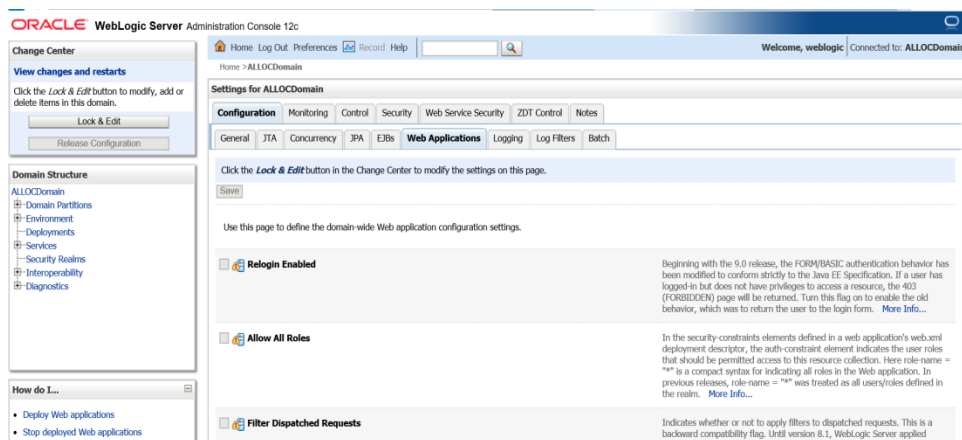 ORACLE WebLogic Server Administration Console 12c
Change Center
View changes and restarts
Click the Lock & Edit button to modify, add or
delete items in this domain.
Lock & Edit
Release Configuration
Domain Structure
ALLOCDomain
Domain Partitions
Environment
Deployments
Services
Security Realms
Interoperability
Diagnostics
How do I...
• Deploy Web applications
• Stop deployed Web applications
Home Log Out Preferences Record Help
Welcome, weblogic Connected to: ALLOCDomain
Home >ALLOCDomain
Settings for ALLOCDomain
Configuration Monitoring Control Security Web Service Security ZDT Control Notes
General JTA Concurrency JPA EJBs Web Applications Logging Log Filters Batch
Click the Lock & Edit button in the Change Center to modify the settings on this page.
Save
Use this page to define the domain-wide Web application configuration settings.
Relogin Enabled
Beginning with the 9.0 release, the FORM/BASIC authentication behavior has
been modified to conform strictly to the Java EE Specification. If a user has
logged-in but does not have privileges to access a resource, the 403
(FORBIDDEN) page will be returned. Turn this flag on to enable the old
behavior, which was to return the user to the login form. More Info...
Allow All Roles
In the security-constraints elements defined in a web application's web.xml
deployment descriptor, the auth-constraint element indicates the user roles
that should be permitted access to this resource collection. Here role-name =
"*" is a compact syntax for indicating all roles in the Web application. In
previous releases, role-name = "*" was treated as all users/roles defined in
the realm. More Info...
Filter Dispatched Requests
Indicates whether or not to apply filters to dispatched requests. This is a
backward compatibility flag. Until version 8.1, WebLogic Server applied